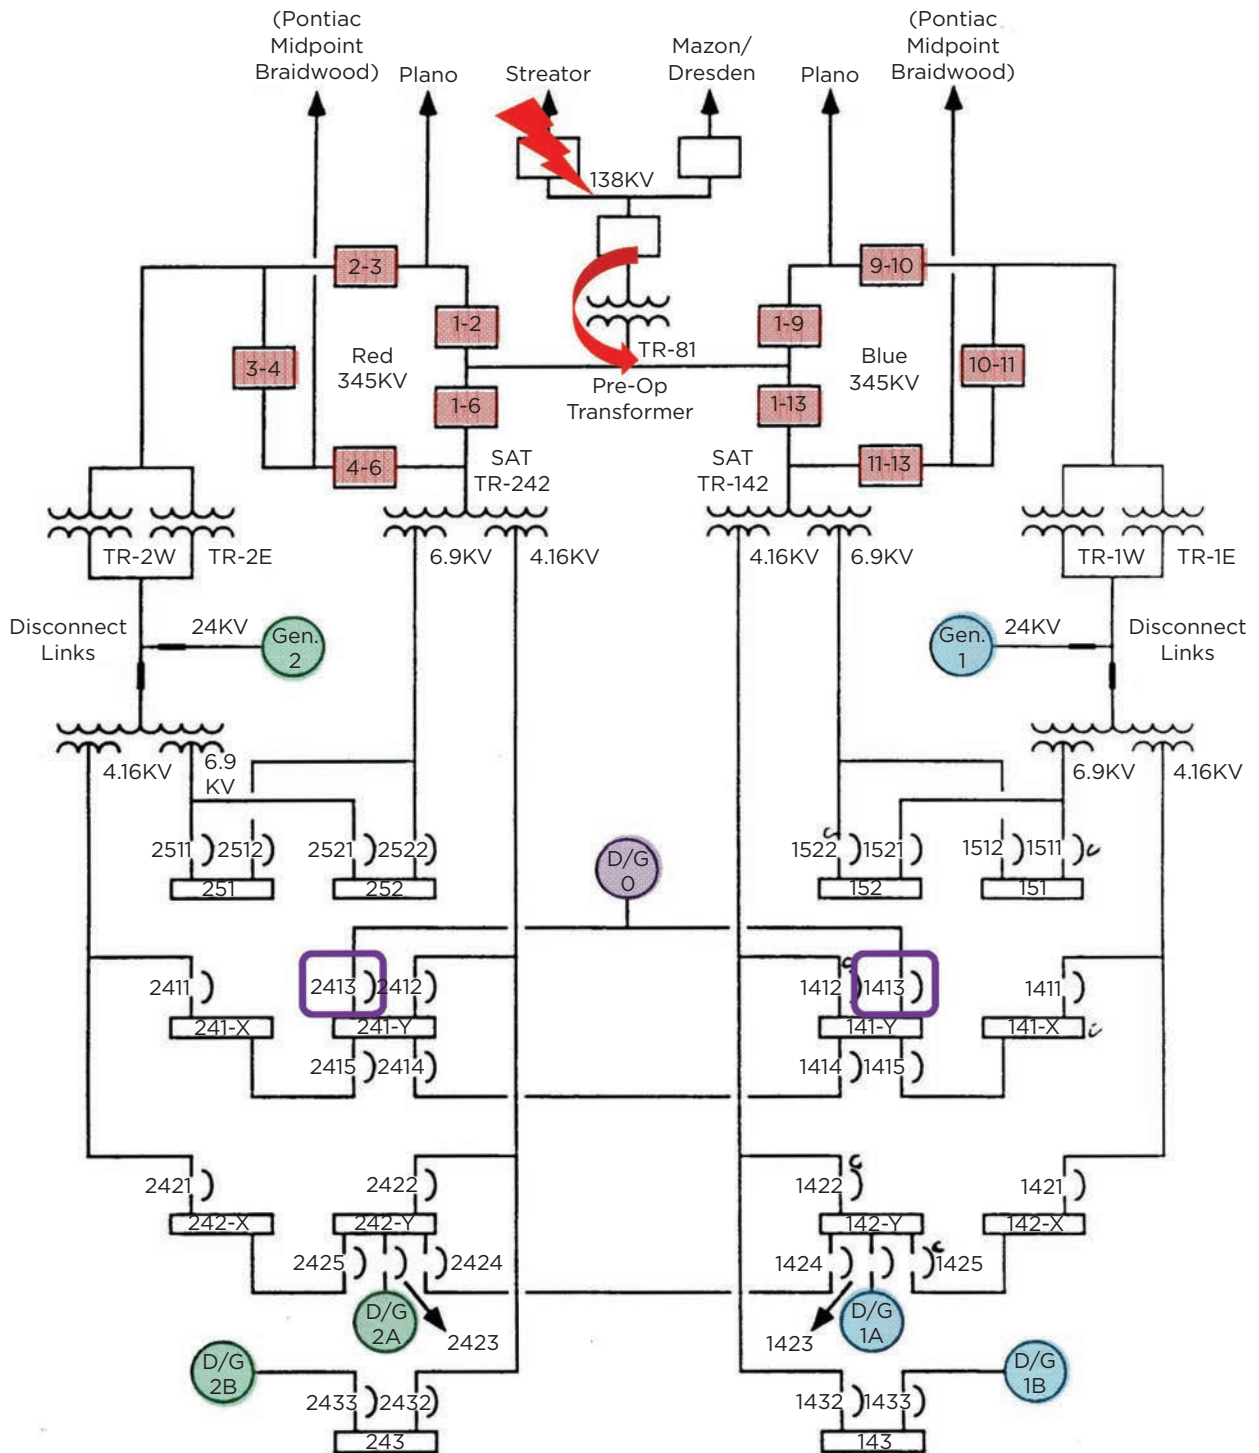 (Pontiac
Midpoint
Braidwood)
Plano
Streator
Mazon/
Dresden
Plano
(Pontiac
Midpoint
Braidwood)
138KV
2-3
9-10
1-2
1-9
TR-81
3-4
Red
345KV
Blue
345KV
10-11
Pre-Op
Transformer
1-6
1-13
4-6
SAT
TR-242
SAT
TR-142
11-13
TR-2W
TR-2E
6.9KV
4.16KV
4.16KV
6.9KV
TR-1W
TR-1E
Disconnect
Links
24KV
Gen.
2
Gen.
1
24KV
Disconnect
Links
4.16KV
6.9
KV
6.9KV
4.16KV
2511
2512
2521
2522
D/G
0
1522
1521
1512
1511
251
252
152
151
2411
2413
2412
1412
1413
1411
241-X
241-Y
141-Y
141-X
2415
2414
1414
1415
2421
2422
1422
1421
242-X
242-Y
142-Y
142-X
2425
2424
1424
1425
D/G
2A
2423
1423
D/G
1A
D/G
2B
D/G
1B
2433
2432
1432
1433
243
143